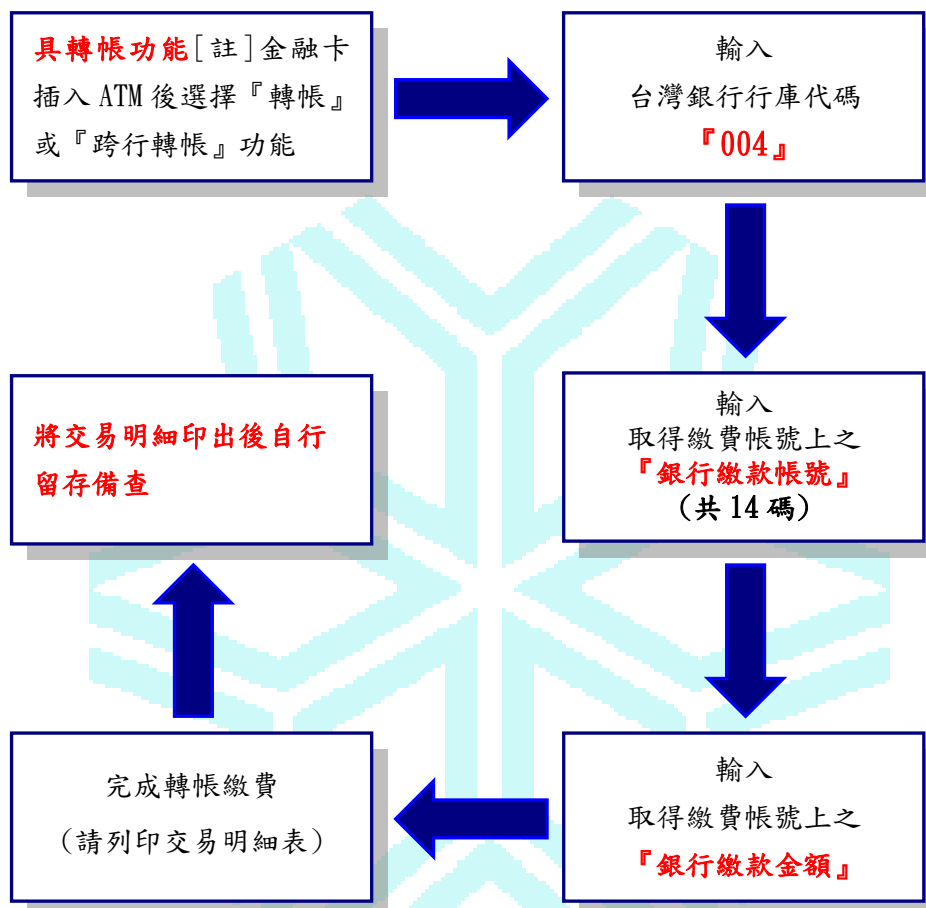 具轉帳功能[註]金融卡
插入 ATM 後選擇『轉帳』
或『跨行轉帳』功能
輸入
台灣銀行行庫代碼
『004』
輸入
取得繳費帳號上之
『銀行繳款帳號』
(共 14 碼)
輸入
取得繳費帳號上之
『銀行繳款金額』
完成轉帳繳費
(請列印交易明細表)
將交易明細印出後自行
留存備查